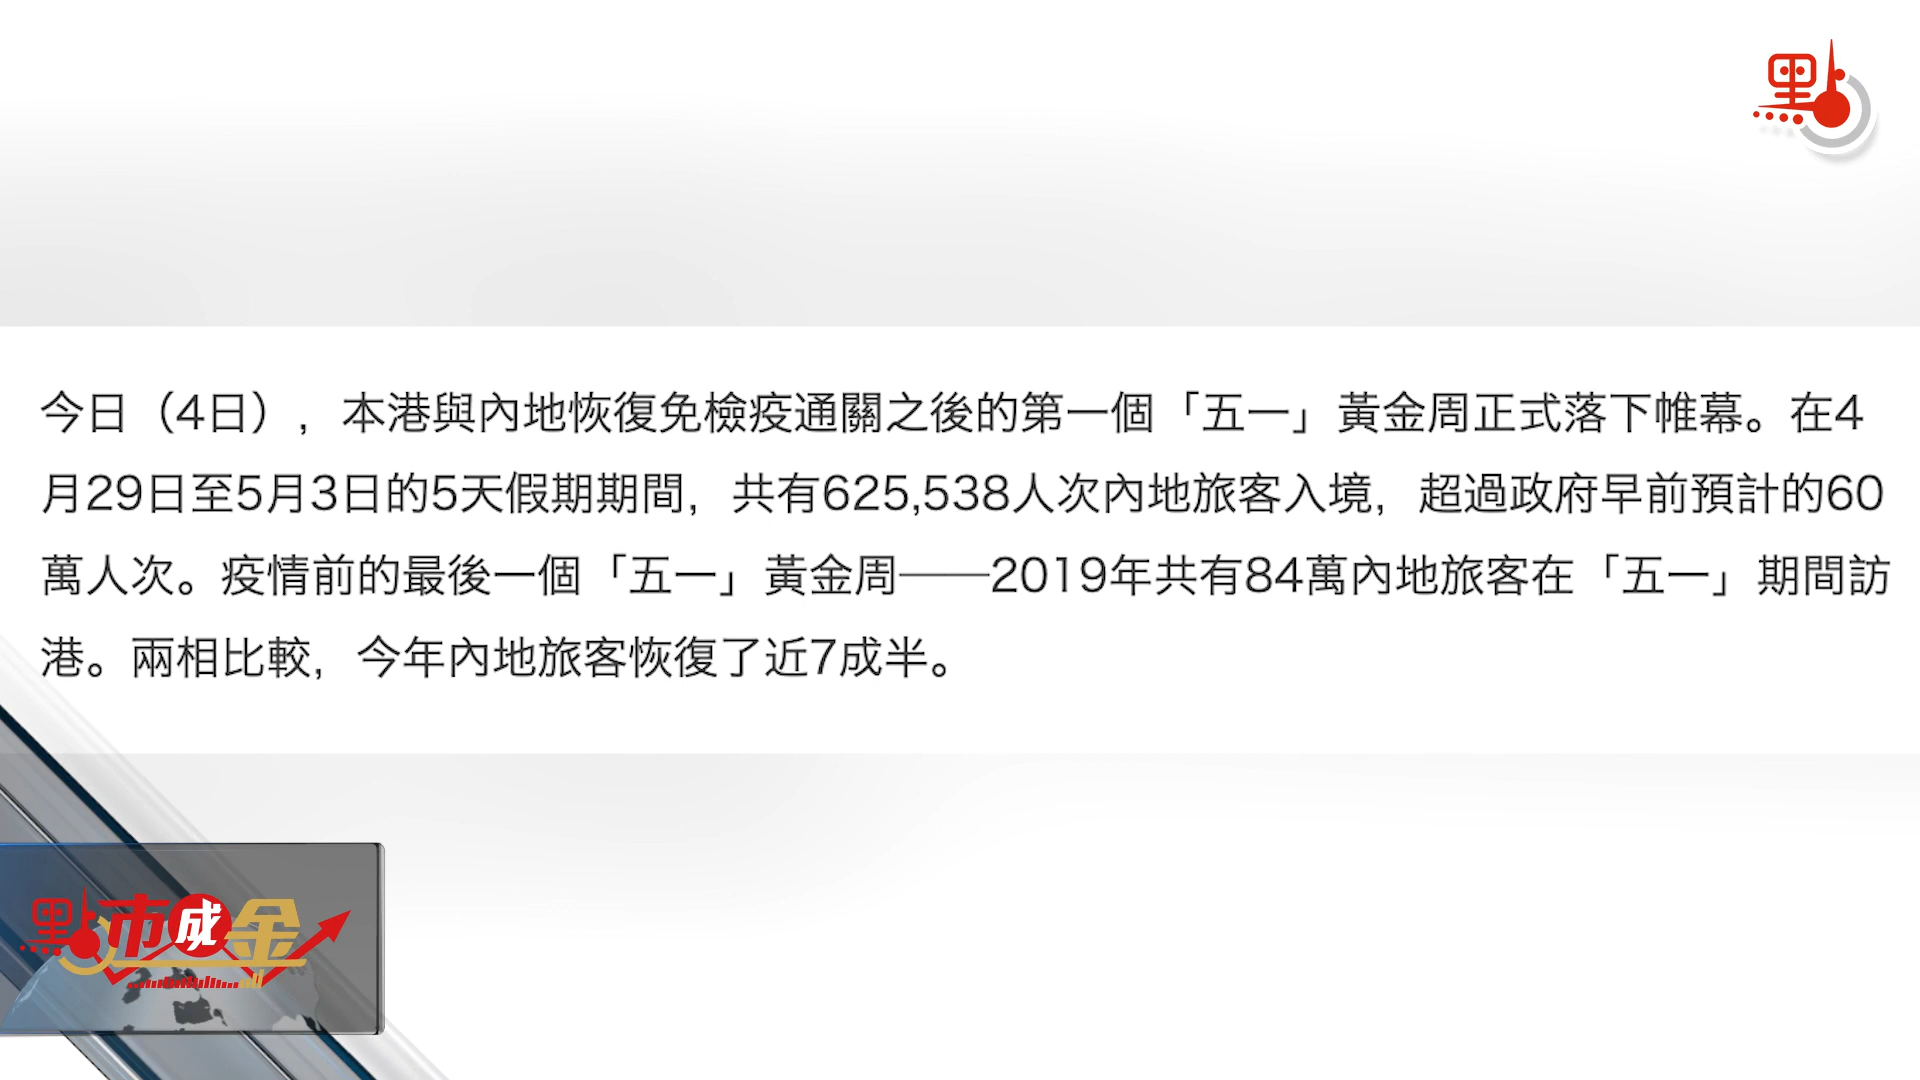 點
今日（4日），本港與內地恢復免檢疫通關之後的第一個「五一」黃金周正式落下帷幕。在4
月29日至5月3日的5天假期期間，共有625,538人次內地旅客入境，超過政府早前預計的60
萬人次。疫情前的最後一個「五一」黃金周——2019年共有84萬內地旅客在「五一」期間訪
港。兩相比較，今年內地旅客恢復了近7成半。
點市成金